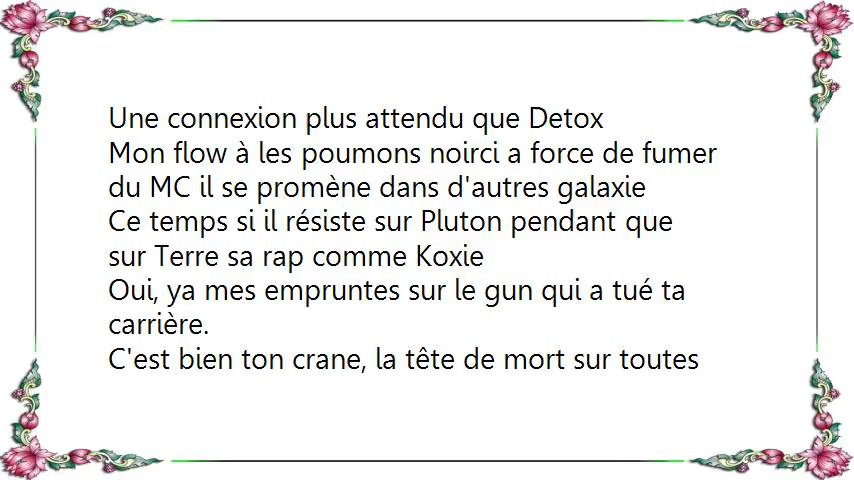 Une connexion plus attendu que Detox
Mon flow à les poumons noirci a force de fumer
du MC il se promène dans d'autres galaxie
Ce temps si il résiste sur Pluton pendant que
sur Terre sa rap comme Koxie
Oui, ya mes empruntes sur le gun qui a tué ta
carrière.
C'est bien ton crane, la tête de mort sur toutes